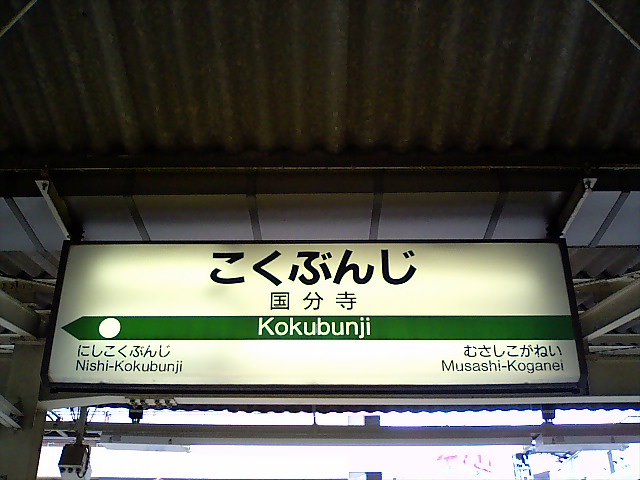 こくぶんじ
国分寺
Kokubunji
にしこくぶんじ
Nishi-Kokubunji
むさしこがねい
Musashi-Koganei